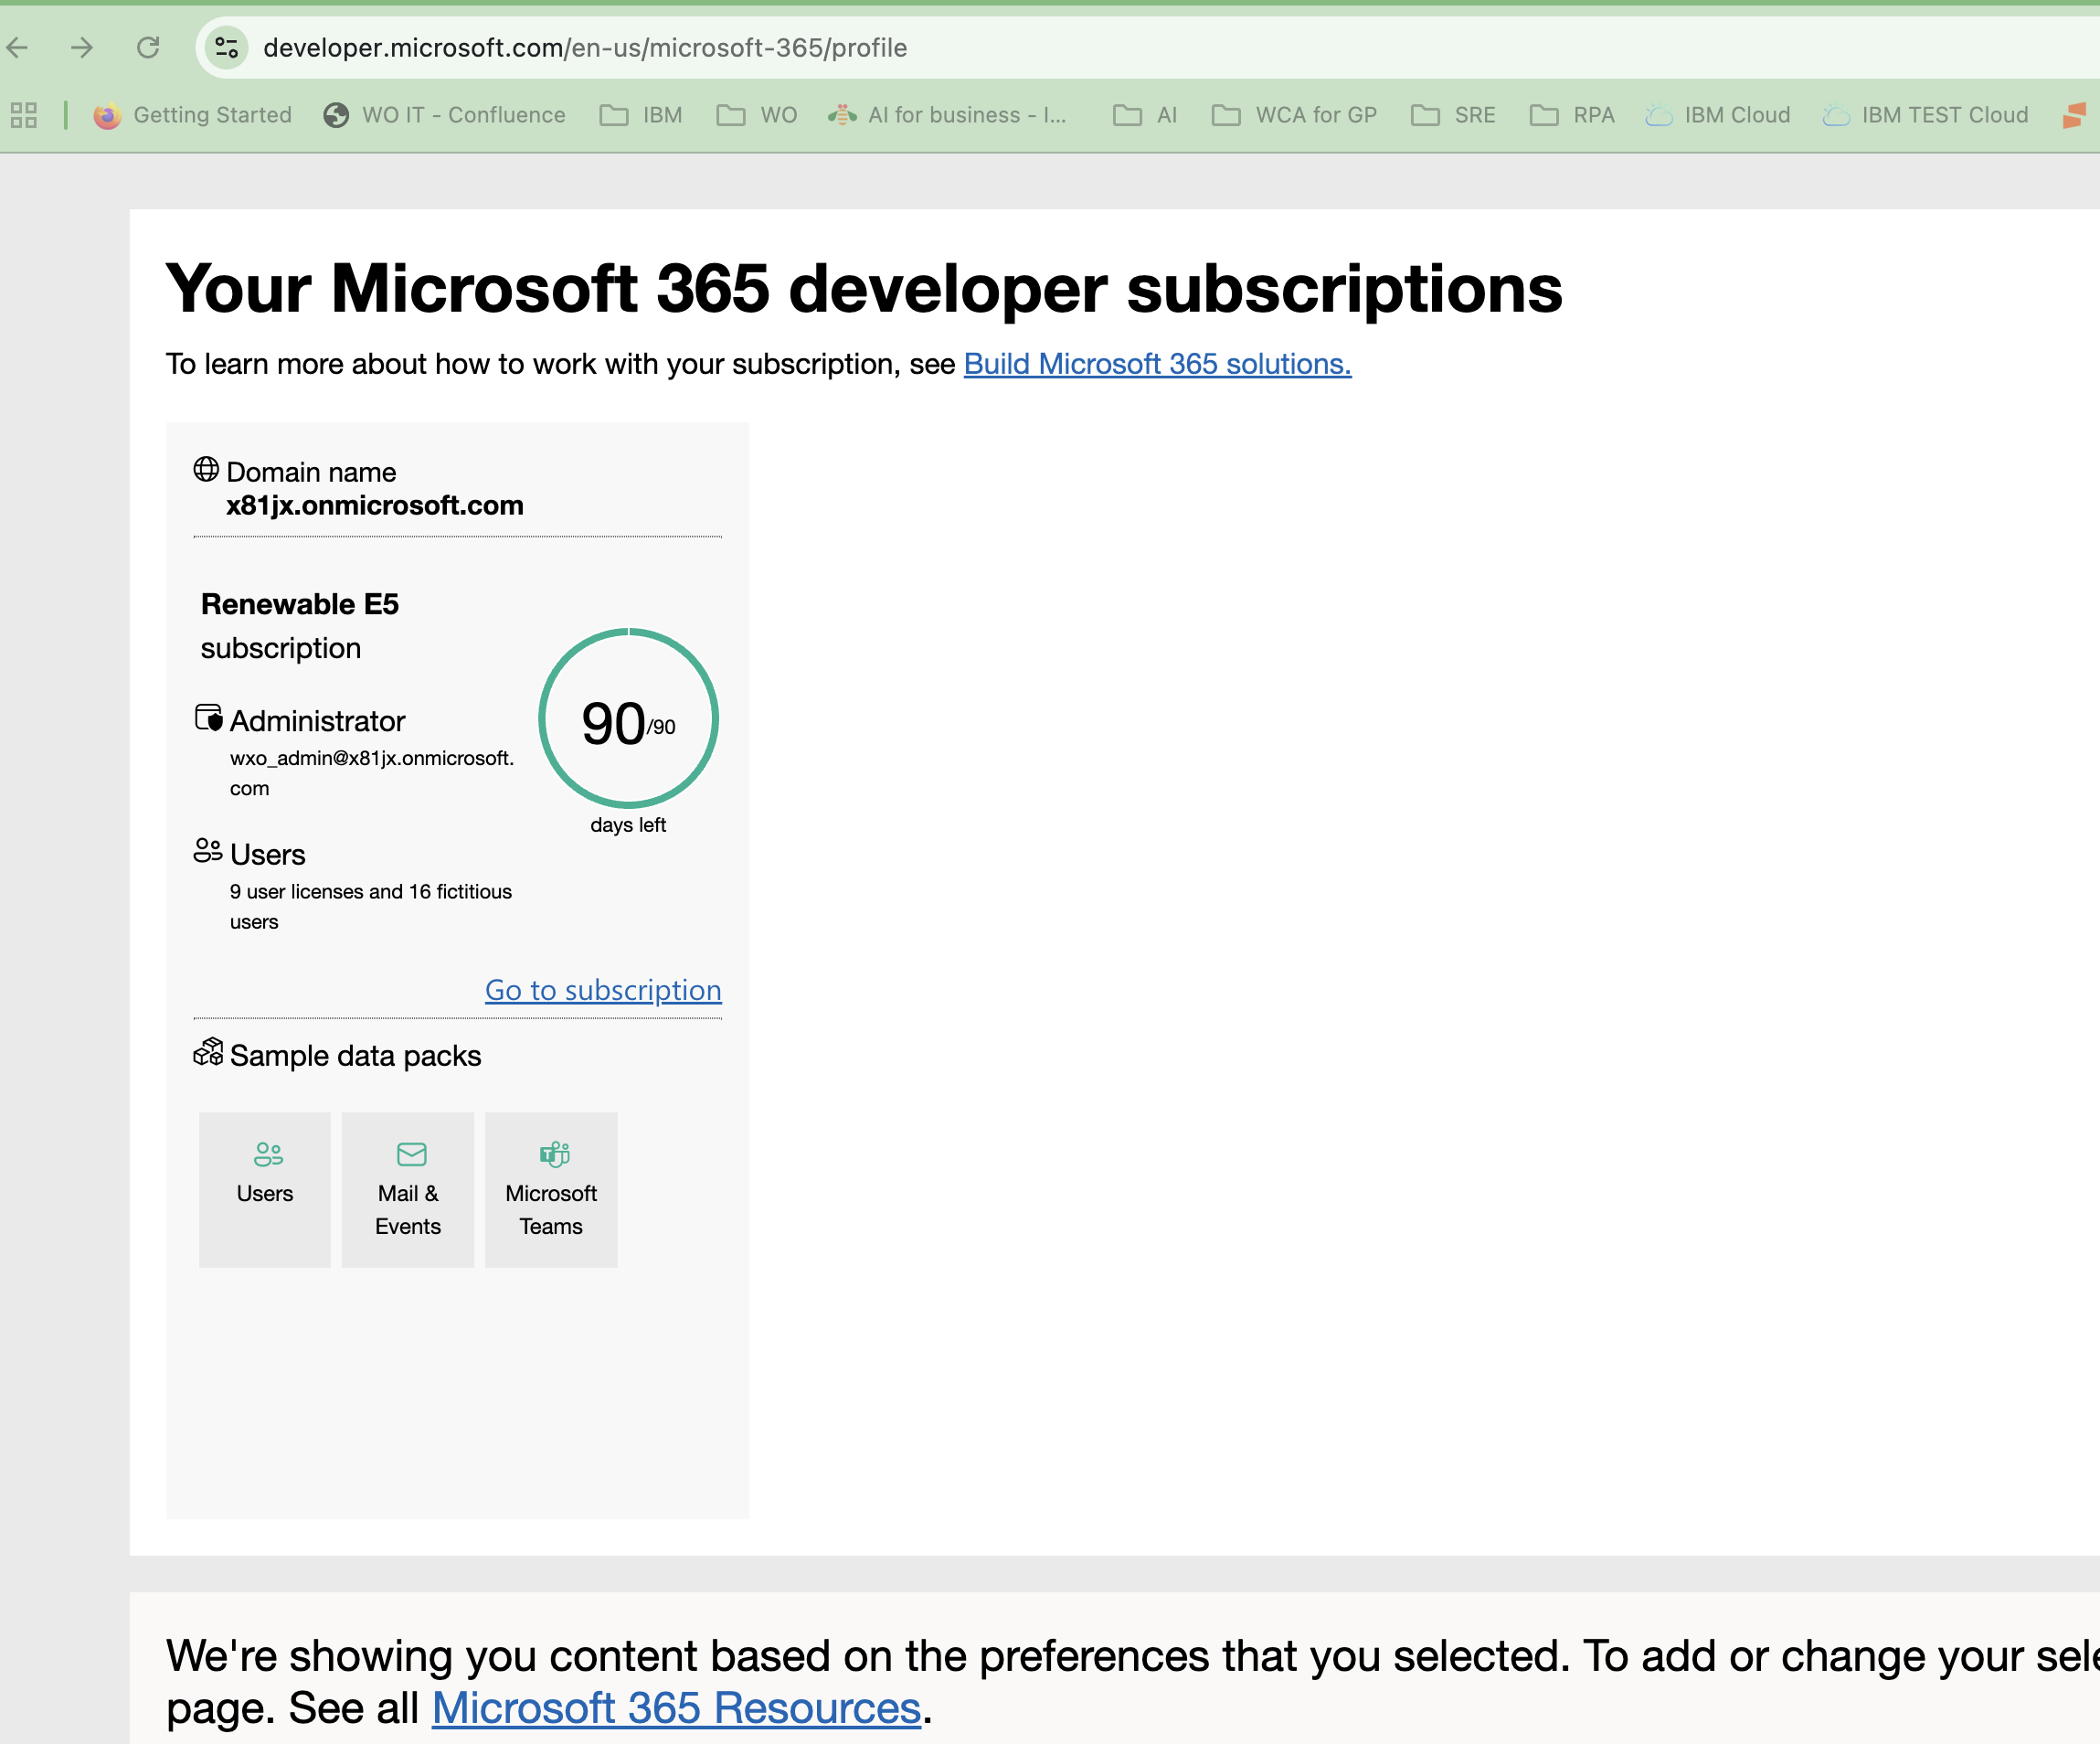 developer.microsoft.com/en-us/microsoft-365/profile
Getting Started WO IT - Confluence IBM WO AI for business - I... AI WCA for GP SRE RPA IBM Cloud IBM TEST Cloud
Your Microsoft 365 developer subscriptions
To learn more about how to work with your subscription, see Build Microsoft 365 solutions.
Domain name
x81jx.onmicrosoft.com
Renewable E5
subscription
Administrator
wxo_admin@x81jx.onmicrosoft.
com
90/90
days left
Users
9 user licenses and 16 fictitious
users
Go to subscription
Sample data packs
Users
Mail &
Events
Microsoft
Teams
We're showing you content based on the preferences that you selected. To add or change your sele
page. See all Microsoft 365 Resources.